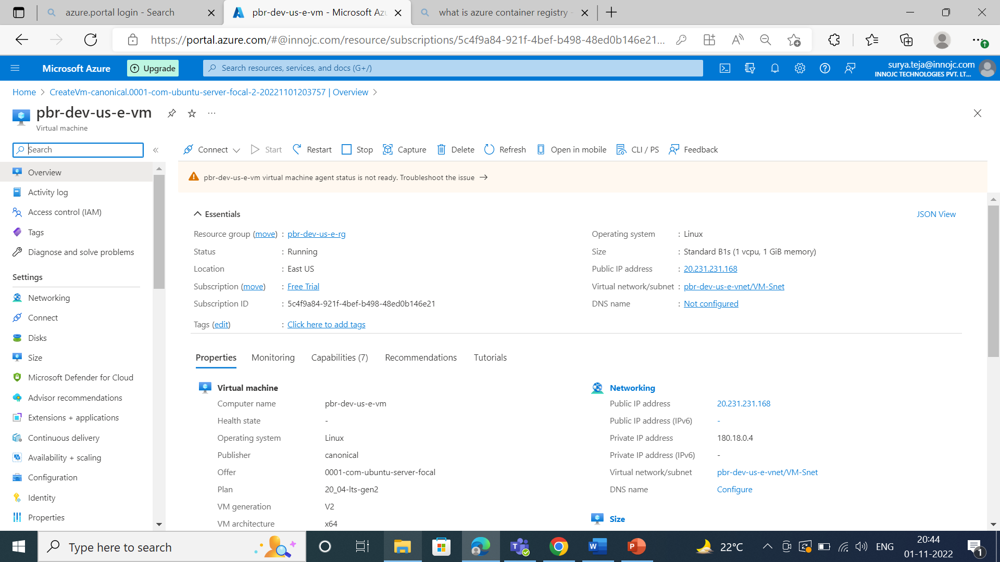 azure.portal login - Search
pbr-dev-us-e-vm - Microsoft Azu
what is azure container registry -
https://portal.azure.com/#@innojc.com/resource/subscriptions/5c4f9a84-921f-4bef-b498-48ed0b146e21...
Microsoft Azure
Upgrade
Search resources, services, and docs (G+/)
surya.teja@innojc.com
INNOJC TECHNOLOGIES PVT. LT...
Home > CreateVm-canonical.0001-com-ubuntu-server-focal-2-20221101203757 | Overview >
pbr-dev-us-e-vm
Virtual machine
Search
Connect
Start
Restart
Stop
Capture
Delete
Refresh
Open in mobile
CLI / PS
Feedback
pbr-dev-us-e-vm virtual machine agent status is not ready. Troubleshoot the issue →
Overview
Activity log
Access control (IAM)
Tags
Diagnose and solve problems
Settings
Networking
Connect
Disks
Size
Microsoft Defender for Cloud
Advisor recommendations
Extensions + applications
Continuous delivery
Availability + scaling
Configuration
Identity
Properties
Essentials
JSON View
Resource group (move) : pbr-dev-us-e-rg
Status : Running
Location : East US
Subscription (move) : Free Trial
Subscription ID : 5c4f9a84-921f-4bef-b498-48ed0b146e21
Tags (edit) : Click here to add tags
Operating system : Linux
Size : Standard B1s (1 vcpu, 1 GiB memory)
Public IP address : 20.231.231.168
Virtual network/subnet : pbr-dev-us-e-vnet/VM-Snet
DNS name : Not configured
Properties
Monitoring
Capabilities (7)
Recommendations
Tutorials
Virtual machine
Computer name pbr-dev-us-e-vm
Health state -
Operating system Linux
Publisher canonical
Offer 0001-com-ubuntu-server-focal
Plan 20_04-lts-gen2
VM generation V2
VM architecture x64
Networking
Public IP address 20.231.231.168
Public IP address (IPv6) -
Private IP address 180.18.0.4
Private IP address (IPv6) -
Virtual network/subnet pbr-dev-us-e-vnet/VM-Snet
DNS name Configure
Size
Type here to search
22°C
ENG
20:44
01-11-2022
1